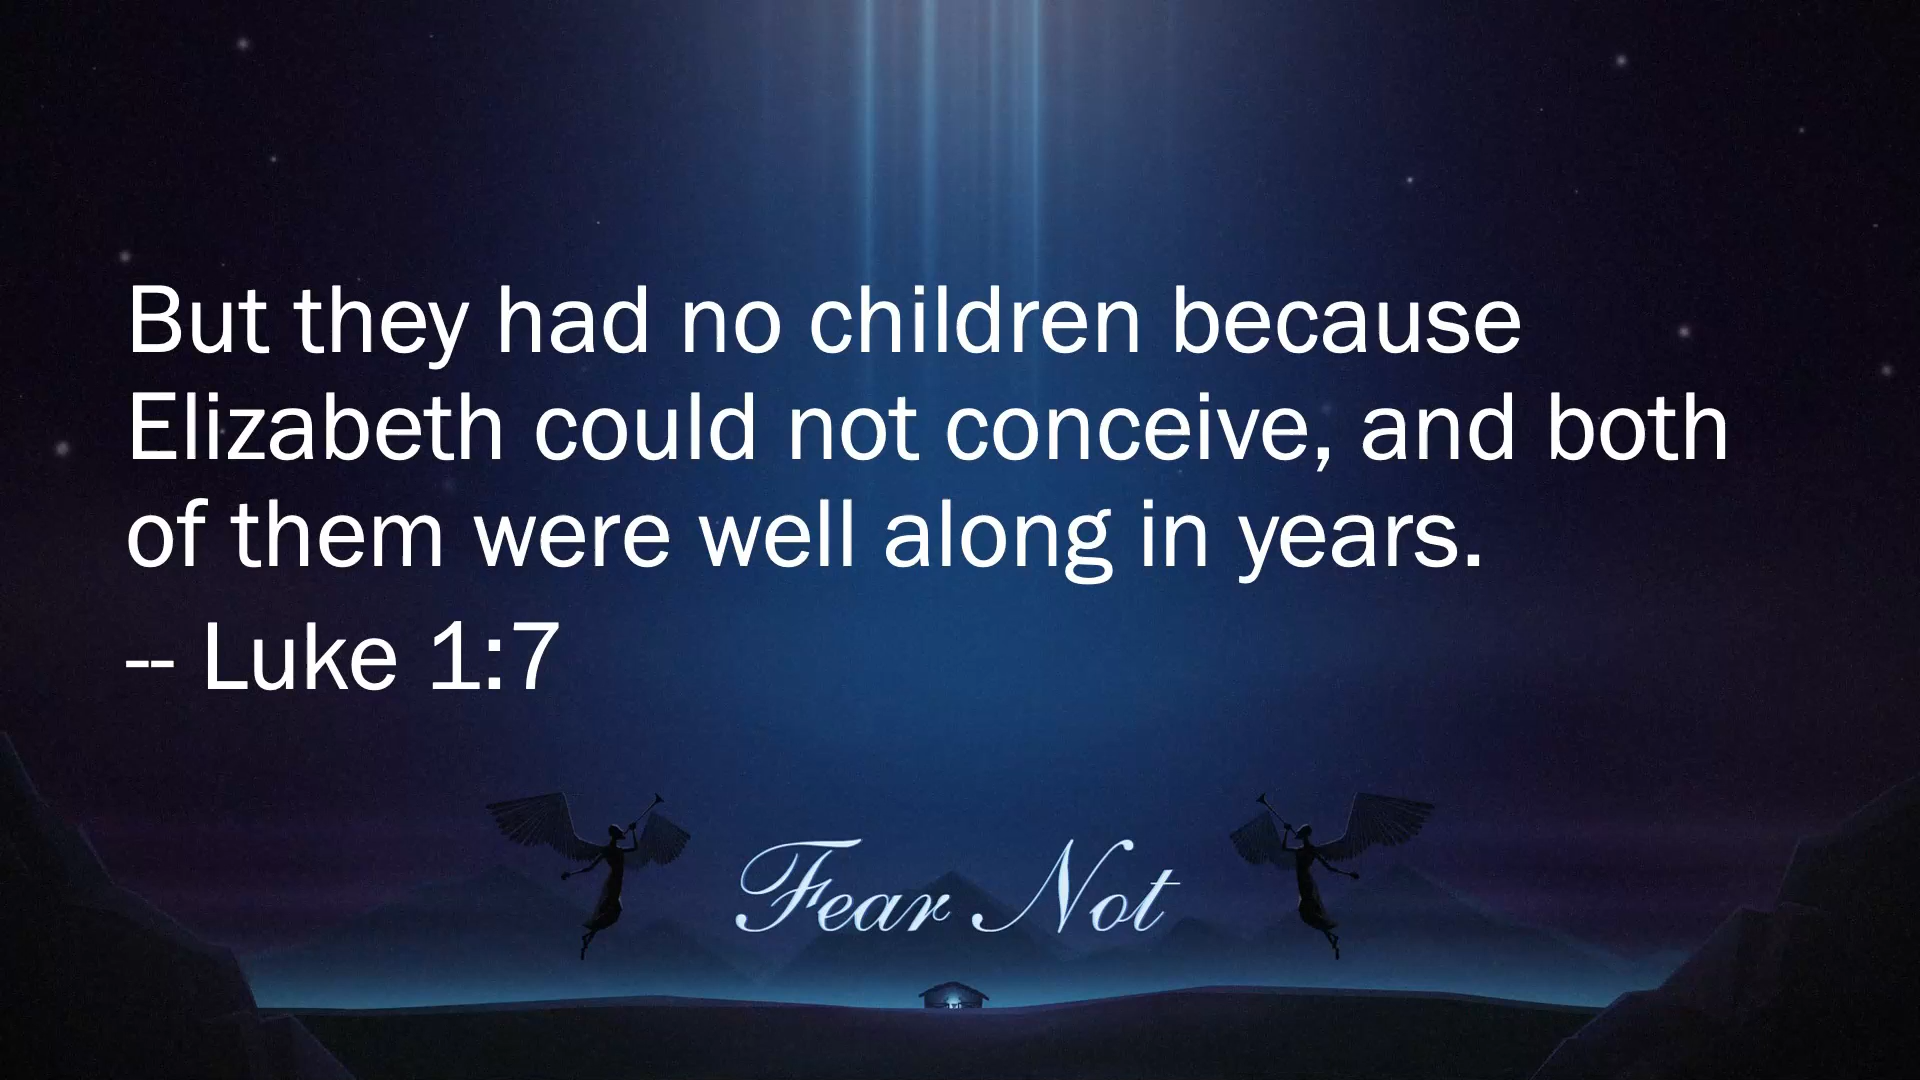 But they had no children because
Elizabeth could not conceive, and both
of them were well along in years.
-- Luke 1:7
Fear Not